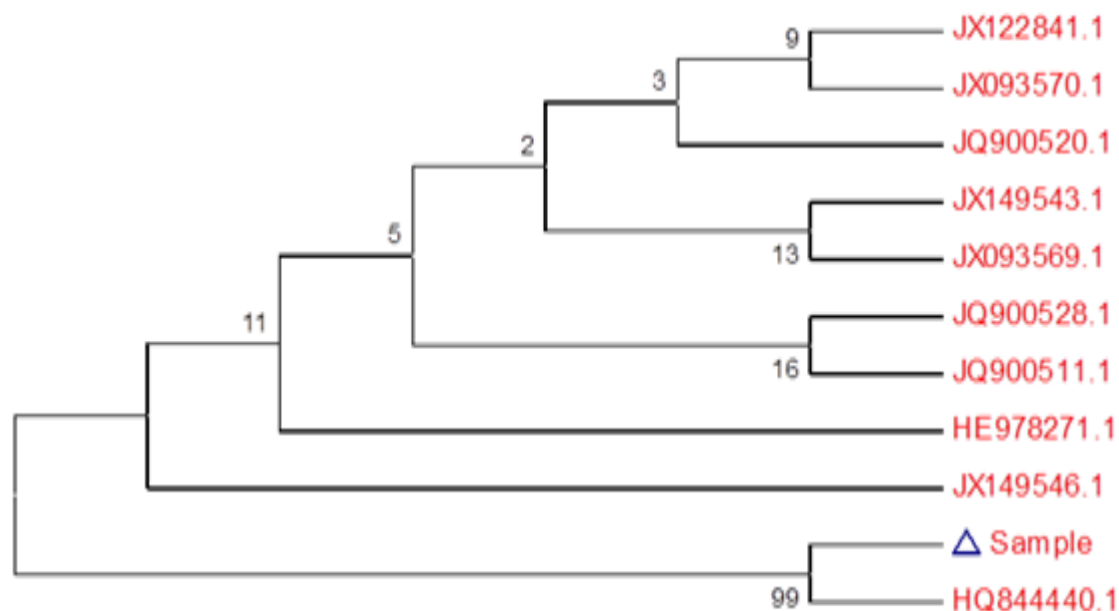 JX122841.1
9
JX093570.1
3
JQ900520.1
2
JX149543.1
13
JX093569.1
5
JQ900528.1
11
16
JQ900511.1
HE978271.1
JX149546.1
Sample
99
HQ844440.1